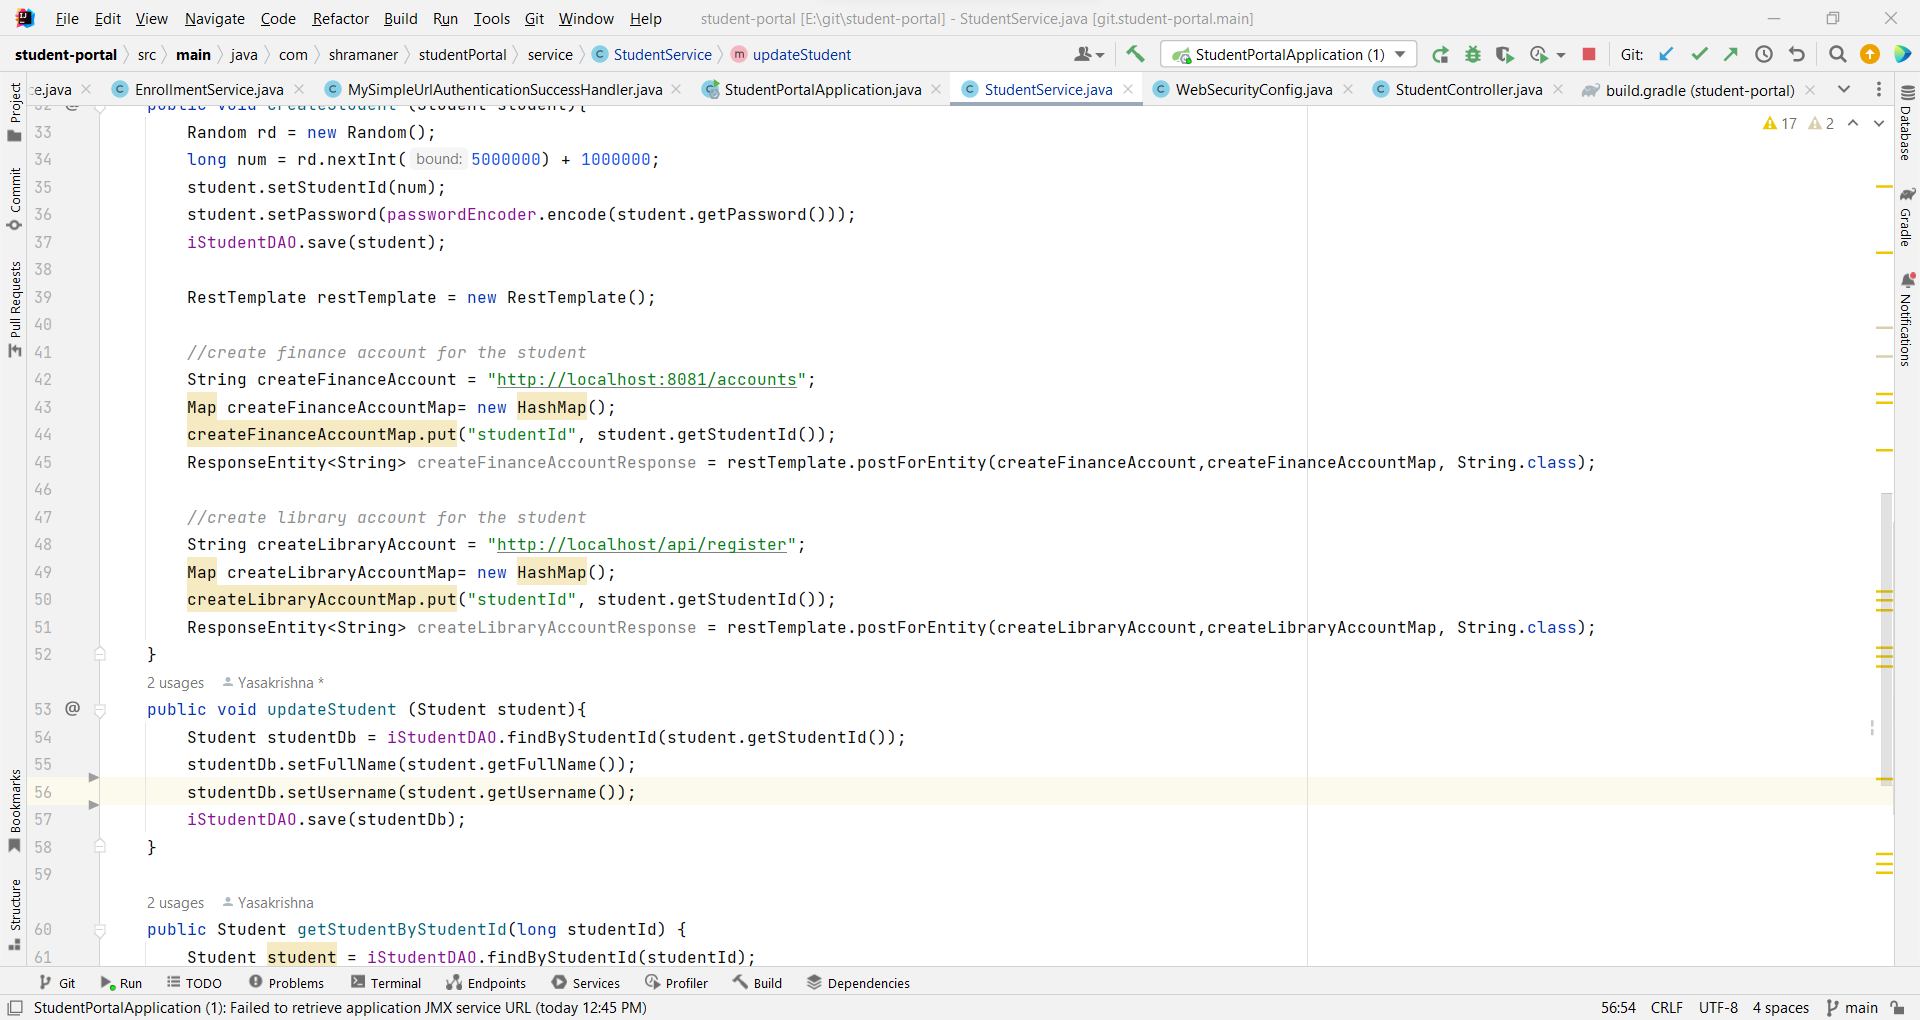 File Edit View Navigate Code Refactor Build Run Tools Git Window Help student-portal [E:\git\student-portal] - StudentService.java [git.student-portal.main]
student-portal src main java com shramaner studentPortal service StudentService updateStudent StudentPortalApplication (1) Git:
ce.java EnrollmentService.java MySimpleUrlAuthenticationSuccessHandler.java StudentPortalApplication.java StudentService.java WebSecurityConfig.java StudentController.java build.gradle (student-portal)
17 2
32 public void createStudent (Student student){
33 Random rd = new Random();
34 long num = rd.nextInt( bound: 5000000) + 1000000;
35 student.setStudentId(num);
36 student.setPassword(passwordEncoder.encode(student.getPassword()));
37 iStudentDAO.save(student);
38
39 RestTemplate restTemplate = new RestTemplate();
40
41 //create finance account for the student
42 String createFinanceAccount = "http://localhost:8081/accounts";
43 Map createFinanceAccountMap= new HashMap();
44 createFinanceAccountMap.put("studentId", student.getStudentId());
45 ResponseEntity<String> createFinanceAccountResponse = restTemplate.postForEntity(createFinanceAccount,createFinanceAccountMap, String.class);
46
47 //create library account for the student
48 String createLibraryAccount = "http://localhost/api/register";
49 Map createLibraryAccountMap= new HashMap();
50 createLibraryAccountMap.put("studentId", student.getStudentId());
51 ResponseEntity<String> createLibraryAccountResponse = restTemplate.postForEntity(createLibraryAccount,createLibraryAccountMap, String.class);
52 }
2 usages Yasakrishna *
53 @ public void updateStudent (Student student){
54 Student studentDb = iStudentDAO.findByStudentId(student.getStudentId());
55 studentDb.setFullName(student.getFullName());
56 studentDb.setUsername(student.getUsername());
57 iStudentDAO.save(studentDb);
58 }
59
2 usages Yasakrishna
60 public Student getStudentByStudentId(long studentId) {
61 Student student = iStudentDAO.findByStudentId(studentId);
Project
Commit
Pull Requests
Bookmarks
Structure
Database
Gradle
Notifications
Git Run TODO Problems Terminal Endpoints Services Profiler Build Dependencies
StudentPortalApplication (1): Failed to retrieve application JMX service URL (today 12:45 PM) 56:54 CRLF UTF-8 4 spaces main